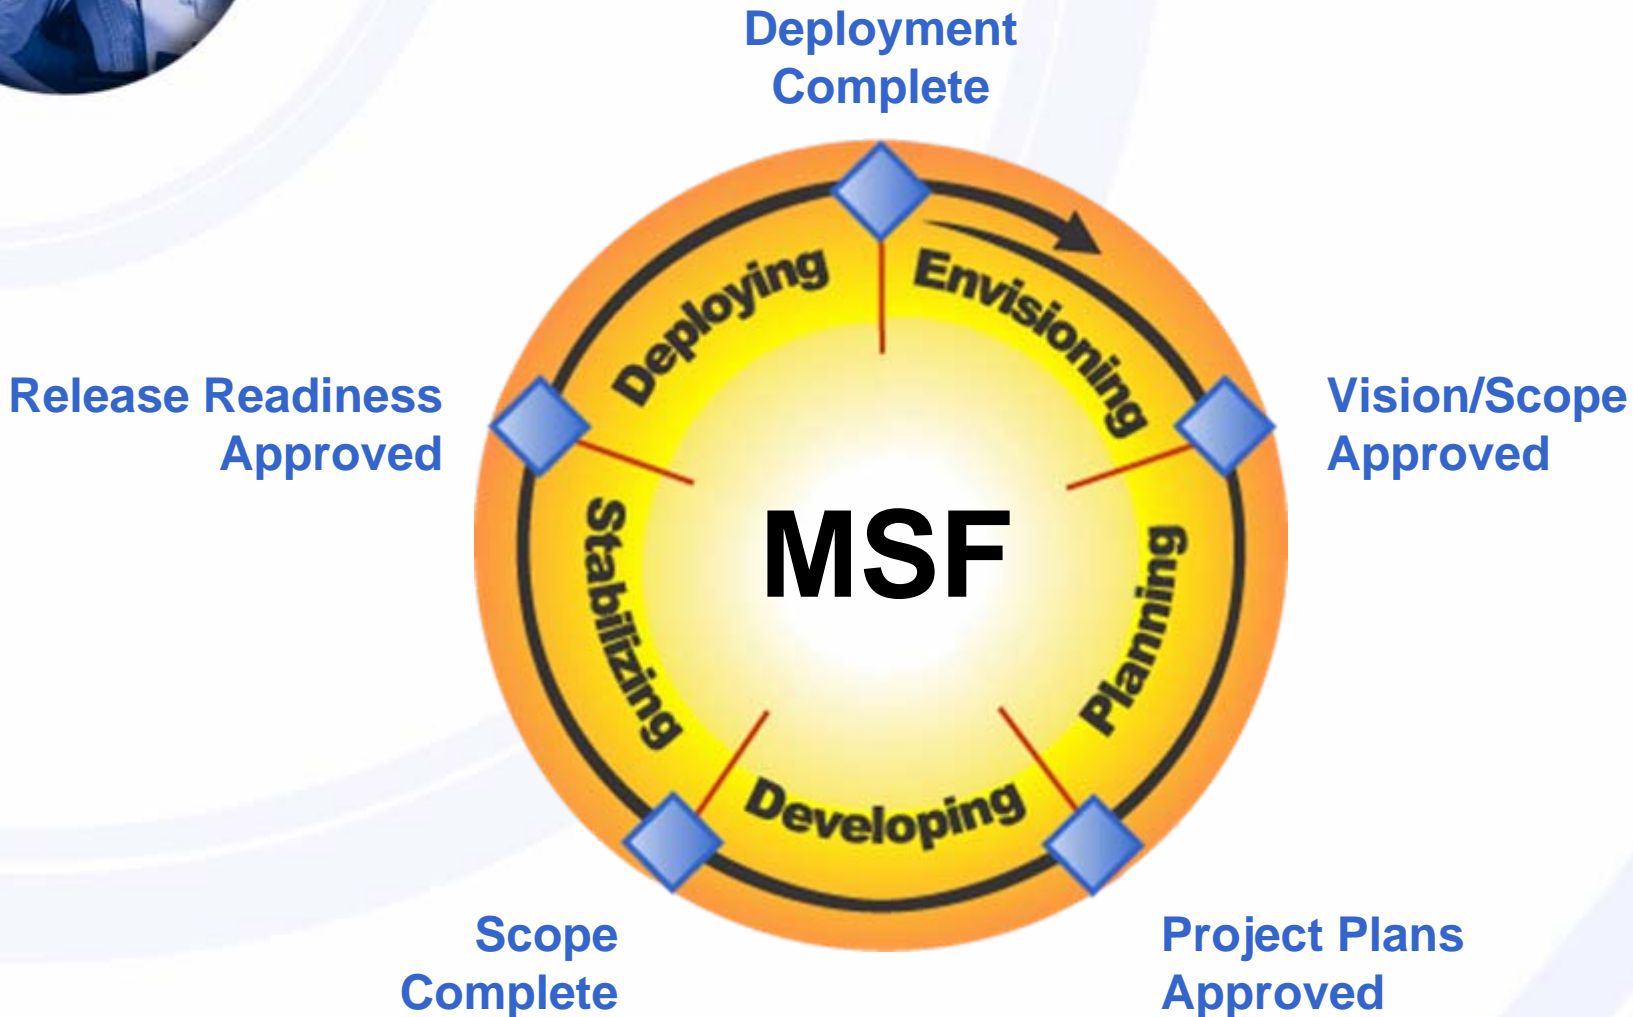 Deployment
Complete
Deploying
Envisioning
Release Readiness
Approved
Vision/Scope
Approved
MSF
Stabilizing
Planning
Developing
Scope
Complete
Project Plans
Approved